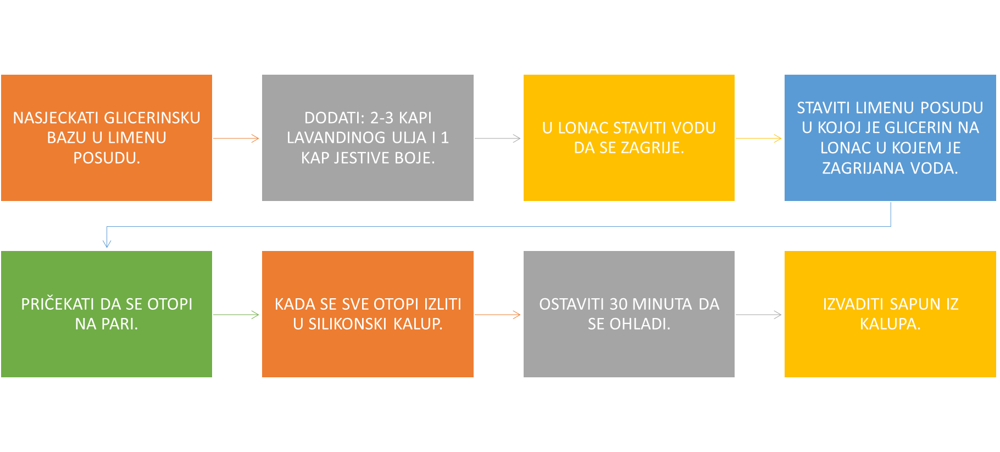 NASJECKATI GLICERINSKU
BAZU U LIMENU
POSUDU.
DODATI: 2-3 KAPI
LAVANDINOG ULJA I 1
KAP JESTIVE BOJE.
U LONAC STAVITI VODU
DA SE ZAGRIJE.
STAVITI LIMENU POSUDU
U KOJOJ JE GLICERIN NA
LONAC U KOJEM JE
ZAGRIJANA VODA.
PRIČEKATI DA SE OTOPI
NA PARI.
KADA SE SVE OTOPI IZLITI
U SILIKONSKI KALUP.
OSTAVITI 30 MINUTA DA
SE OHLADI.
IZVADITI SAPUN IZ
KALUPA.